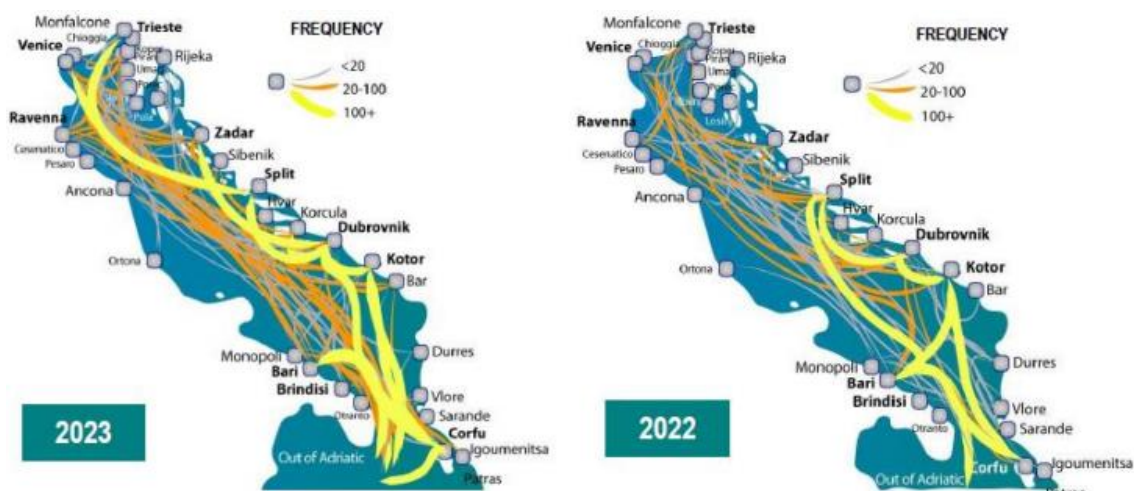 Monfalcone
Trieste
Venice
Chioggia
Koper
Piran
Rijeka
Umag
Pula
Ravenna
Zadar
Cesenatico
Sibenik
Pesaro
Split
Ancona
Hvar
Korcula
Dubrovnik
Ortona
Kotor
Bar
Monopoli
Durres
Bari
Brindisi
Vlore
Otranto
Sarande
Corfu
Igoumenitsa
Out of Adriatic
Patras
FREQUENCY
<20
20-100
100+
2023
Monfalcone
Trieste
Venice
Chioggia
Koper
Piran
Rijeka
Umag
Ravenna
Zadar
Cesenatico
Sibenik
Pesaro
Split
Ancona
Hvar
Korcula
Dubrovnik
Ortona
Kotor
Bar
Monopoli
Durres
Bari
Brindisi
Vlore
Otranto
Sarande
Corfu
Igoumenitsa
Out of Adriatic
FREQUENCY
<20
20-100
100+
2022